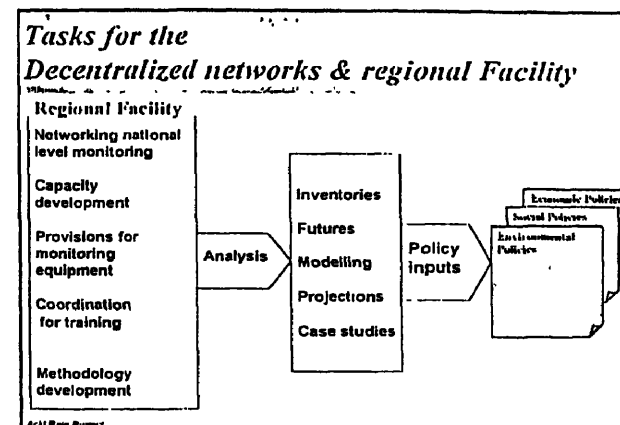 Tasks for the
Decentralized networks & regional Facility
Regional Facility
Networking national
level monitoring
Capacity
development
Provisions for
monitoring
equipment
Coordination
for training
Methodology
development
Analysis
Inventories
Futures
Modelling
Projections
Case studies
Policy
inputs
Economic Policies
Social Policies
Environmental
Policies